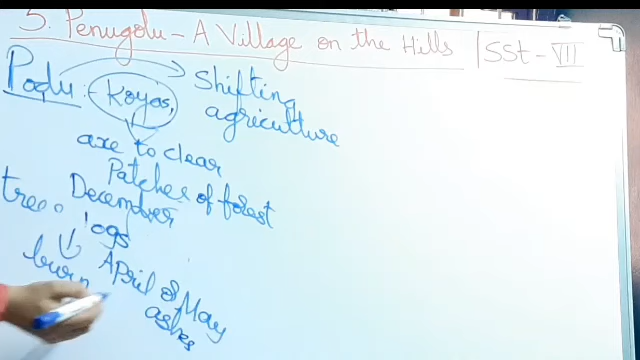 5. Penugolu - A Village on the Hills | SSt - VII
Podu :- Koyas, Shifting
agriculture
axe to clear
Patches of forest
December
trees
logs
burn April & May
ashes